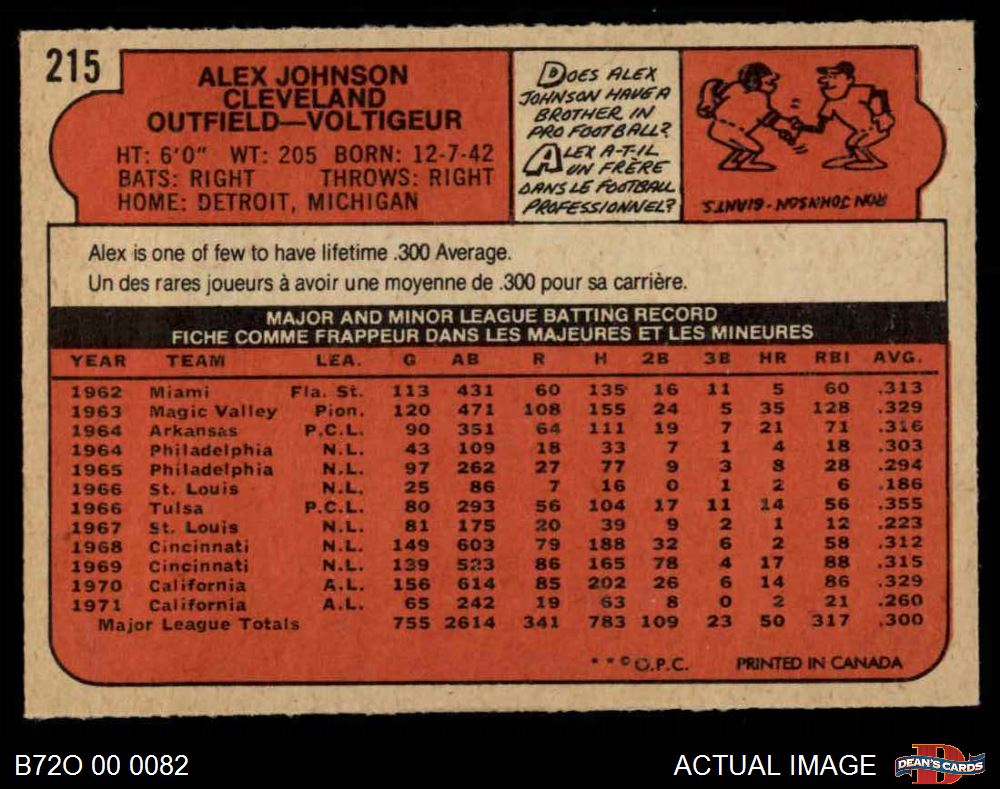 215
ALEX JOHNSON
CLEVELAND
OUTFIELD—VOLTIGEUR
HT: 6'0" WT: 205 BORN: 12-7-42
BATS: RIGHT THROWS: RIGHT
HOME: DETROIT, MICHIGAN
DOES ALEX
JOHNSON HAVE A
BROTHER IN
PRO FOOTBALL?
ALEX A-T-IL
UN FRÈRE
DANS LE FOOTBALL
PROFESSIONNEL?
RON JOHNSON - GIANTS.
Alex is one of few to have lifetime .300 Average.
Un des rares joueurs à avoir une moyenne de .300 pour sa carrière.
MAJOR AND MINOR LEAGUE BATTING RECORD
FICHE COMME FRAPPEUR DANS LES MAJEURES ET LES MINEURES
YEAR TEAM LEA. G AB R H 2B 3B HR RBI AVG.
1962 Miami Fla. St. 113 431 60 135 16 11 5 60 .313
1963 Magic Valley Pion. 120 471 108 155 24 5 35 128 .329
1964 Arkansas P.C.L. 90 351 64 111 19 7 21 71 .316
1964 Philadelphia N.L. 43 109 18 33 7 1 4 18 .303
1965 Philadelphia N.L. 97 262 27 77 9 3 8 28 .294
1966 St. Louis N.L. 25 86 7 16 0 1 2 6 .186
1966 Tulsa P.C.L. 80 293 56 104 17 11 14 56 .355
1967 St. Louis N.L. 81 175 20 39 9 2 1 12 .223
1968 Cincinnati N.L. 149 603 79 188 32 6 2 58 .312
1969 Cincinnati N.L. 139 523 86 165 78 4 17 88 .315
1970 California A.L. 156 614 85 202 26 6 14 86 .329
1971 California A.L. 65 242 19 63 8 0 2 21 .260
Major League Totals 755 2614 341 783 109 23 50 317 .300
**©O.P.C. PRINTED IN CANADA
B72O 00 0082
ACTUAL IMAGE
DEAN'S CARDS